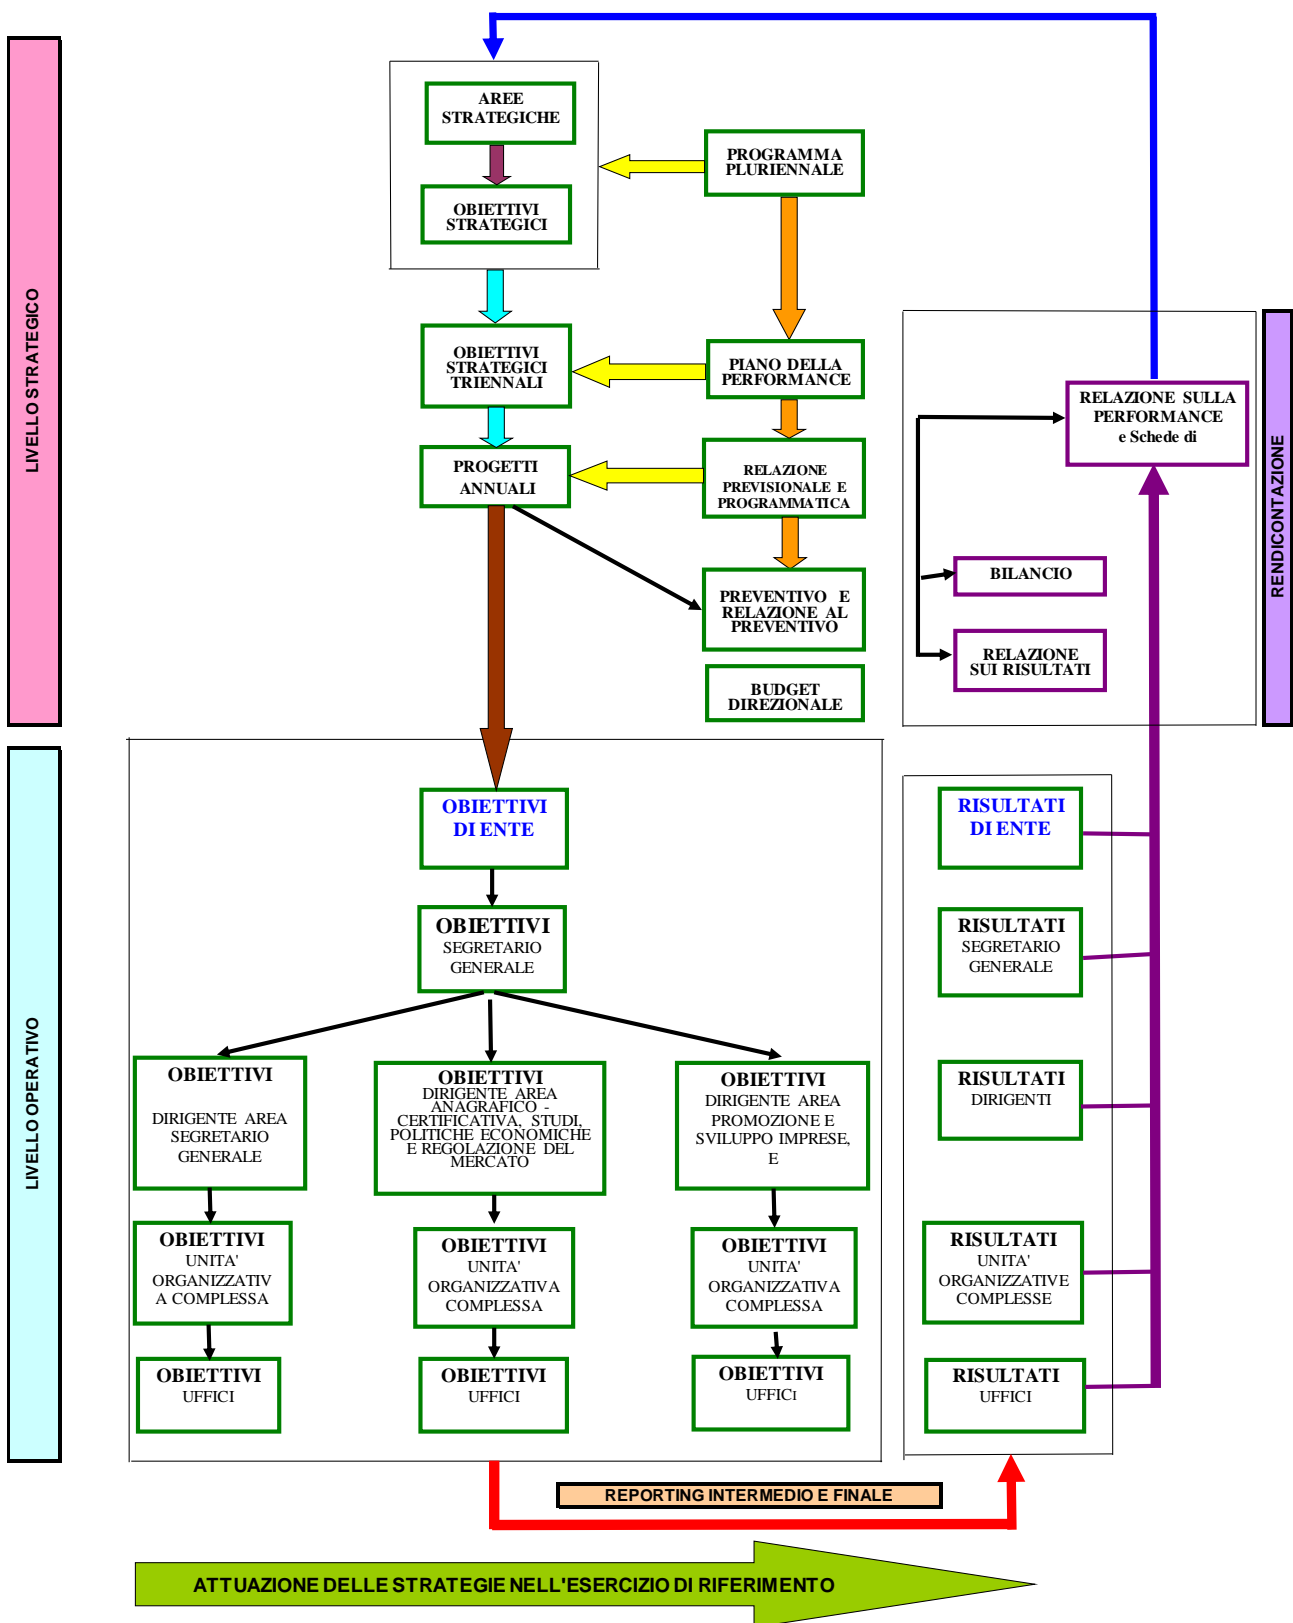 LIVELLO STRATEGICO
AREE
STRATEGICHE
OBIETTIVI
STRATEGICI
PROGRAMMA
PLURIENNALE
OBIETTIVI
STRATEGICI
TRIENNALI
PIANO DELLA
PERFORMANCE
PROGETTI
ANNUALI
RELAZIONE
PREVISIONALE E
PROGRAMMATICA
PREVENTIVO E
RELAZIONE AL
PREVENTIVO
BUDGET
DIREZIONALE
RELAZIONE SULLA
PERFORMANCE
e Schede di
BILANCIO
RELAZIONE
SUI RISULTATI
RENDICONTAZIONE
LIVELLO OPERATIVO
OBIETTIVI
DI ENTE
OBIETTIVI
SEGRETARIO
GENERALE
OBIETTIVI
DIRIGENTE AREA
SEGRETARIO
GENERALE
OBIETTIVI
DIRIGENTE AREA
ANAGRAFICO -
CERTIFICATIVA, STUDI,
POLITICHE ECONOMICHE
E REGOLAZIONE DEL
MERCATO
OBIETTIVI
DIRIGENTE AREA
PROMOZIONE E
SVILUPPO IMPRESE,
E
OBIETTIVI
UNITA'
ORGANIZZATIV
A COMPLESSA
OBIETTIVI
UNITA'
ORGANIZZATIVA
COMPLESSA
OBIETTIVI
UNITA'
ORGANIZZATIVA
COMPLESSA
OBIETTIVI
UFFICI
OBIETTIVI
UFFICI
OBIETTIVI
UFFICI
RISULTATI
DI ENTE
RISULTATI
SEGRETARIO
GENERALE
RISULTATI
DIRIGENTI
RISULTATI
UNITA'
ORGANIZZATIVE
COMPLESSE
RISULTATI
UFFICI
REPORTING INTERMEDIO E FINALE
ATTUAZIONE DELLE STRATEGIE NELL'ESERCIZIO DI RIFERIMENTO